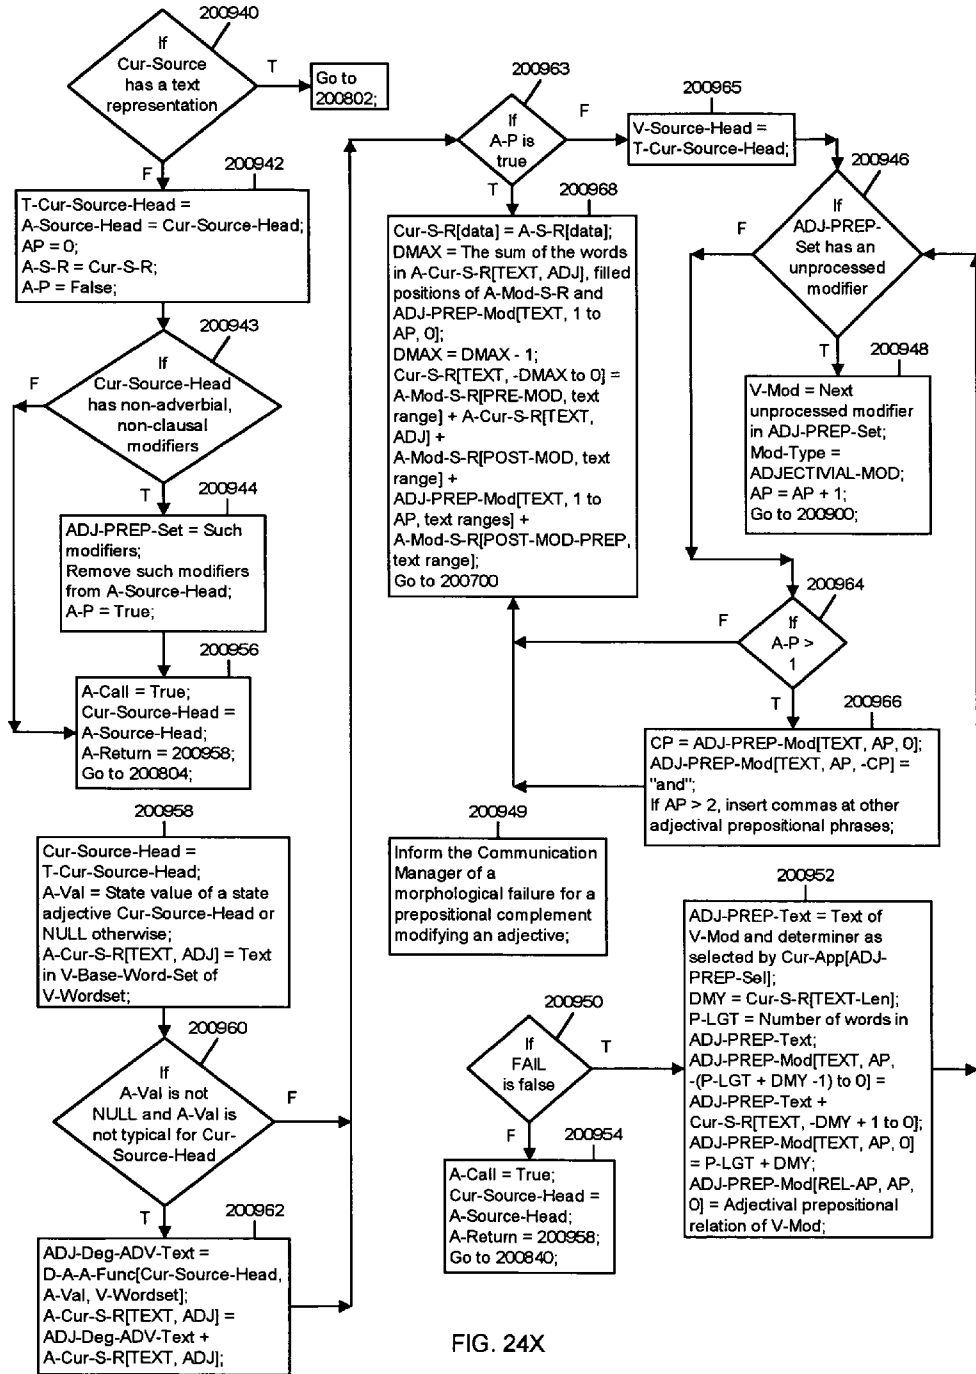 200940
If
Cur-Source
has a text
representation
T
Go to
200802;
F
200942
T-Cur-Source-Head =
A-Source-Head = Cur-Source-Head;
AP = 0;
A-S-R = Cur-S-R;
A-P = False;
200943
If
Cur-Source-Head
has non-adverbial,
non-clausal
modifiers
F
T
200944
ADJ-PREP-Set = Such
modifiers;
Remove such modifiers
from A-Source-Head;
A-P = True;
200956
A-Call = True;
Cur-Source-Head =
A-Source-Head;
A-Return = 200958;
Go to 200804;
200958
Cur-Source-Head =
T-Cur-Source-Head;
A-Val = State value of a state
adjective Cur-Source-Head or
NULL otherwise;
A-Cur-S-R[TEXT, ADJ] = Text
in V-Base-Word-Set of
V-Wordset;
200960
If
A-Val is not
NULL and A-Val is
not typical for Cur-
Source-Head
F
T
200962
ADJ-Deg-ADV-Text =
D-A-A-Func[Cur-Source-Head,
A-Val, V-Wordset];
A-Cur-S-R[TEXT, ADJ] =
ADJ-Deg-ADV-Text +
A-Cur-S-R[TEXT, ADJ];
200963
If
A-P is
true
F
T
200965
V-Source-Head =
T-Cur-Source-Head;
200968
Cur-S-R[data] = A-S-R[data];
DMAX = The sum of the words
in A-Cur-S-R[TEXT, ADJ], filled
positions of A-Mod-S-R and
ADJ-PREP-Mod[TEXT, 1 to
AP, 0];
DMAX = DMAX - 1;
Cur-S-R[TEXT, -DMAX to 0] =
A-Mod-S-R[PRE-MOD, text
range] + A-Cur-S-R[TEXT,
ADJ] +
A-Mod-S-R[POST-MOD, text
range] +
ADJ-PREP-Mod[TEXT, 1 to
AP, text ranges] +
A-Mod-S-R[POST-MOD-PREP,
text range];
Go to 200700
200946
If
ADJ-PREP-
Set has an
unprocessed
modifier
F
T
200948
V-Mod = Next
unprocessed modifier
in ADJ-PREP-Set;
Mod-Type =
ADJECTIVIAL-MOD;
AP = AP + 1;
Go to 200900;
200964
If
A-P >
1
F
T
200966
CP = ADJ-PREP-Mod[TEXT, AP, 0];
ADJ-PREP-Mod[TEXT, AP, -CP] =
"and";
If AP > 2, insert commas at other
adjectival prepositional phrases;
200949
Inform the Communication
Manager of a
morphological failure for a
prepositional complement
modifying an adjective;
200950
If
FAIL
is false
T
F
200954
A-Call = True;
Cur-Source-Head =
A-Source-Head;
A-Return = 200958;
Go to 200840;
200952
ADJ-PREP-Text = Text of
V-Mod and determiner as
selected by Cur-App[ADJ-
PREP-Sel];
DMY = Cur-S-R[TEXT-Len];
P-LGT = Number of words in
ADJ-PREP-Text;
ADJ-PREP-Mod[TEXT, AP,
-(P-LGT + DMY -1) to 0] =
ADJ-PREP-Text +
Cur-S-R[TEXT, -DMY + 1 to 0];
ADJ-PREP-Mod[TEXT, AP, 0]
= P-LGT + DMY;
ADJ-PREP-Mod[REL-AP, AP,
0] = Adjectival prepositional
relation of V-Mod;
FIG. 24X